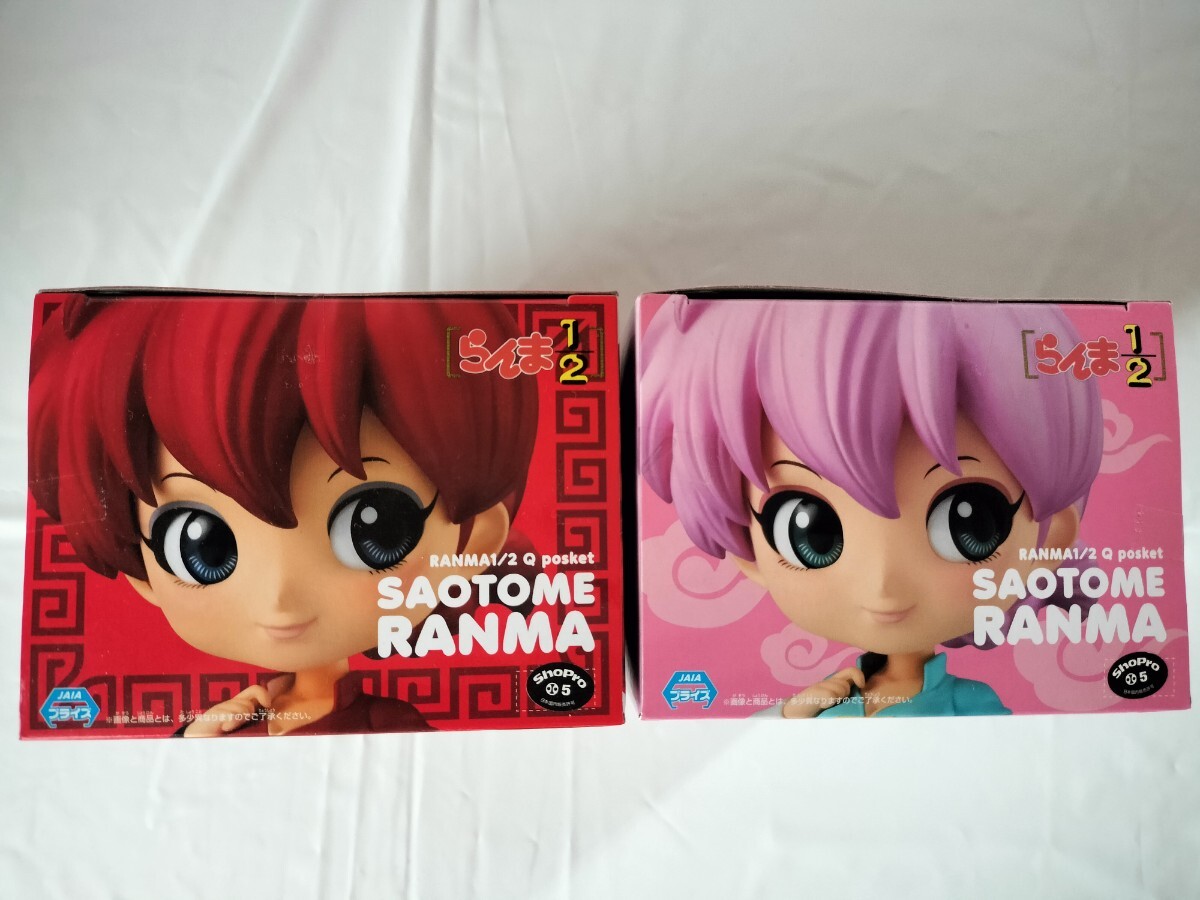 [らんま1/2]
RANMA1/2 Q posket
SAOTOME
RANMA
ShoPro
小 5
JAIA
プライズ
※画像と商品とは、多少異なりますのでご了承ください。
[らんま1/2]
RANMA1/2 Q posket
SAOTOME
RANMA
ShoPro
小 5
JAIA
プライズ
※画像と商品とは、多少異なりますのでご了承ください。